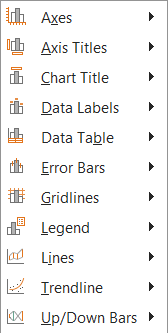 Axes
Axis Titles
Chart Title
Data Labels
Data Table
Error Bars
Gridlines
Legend
Lines
Trendline
Up/Down Bars